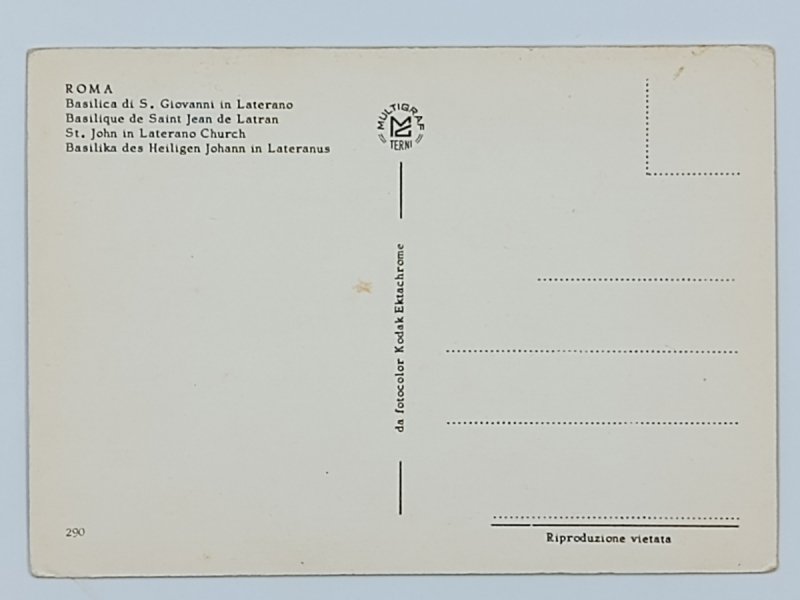 ROMA
Basilica di S. Giovanni in Laterano
Basilique de Saint Jean de Latran
St. John in Laterano Church
Basilika des Heiligen Johann in Lateranus
MULTIGRAF
TERNI
da fotocolor Kodak Ektachrome
290
Riproduzione vietata